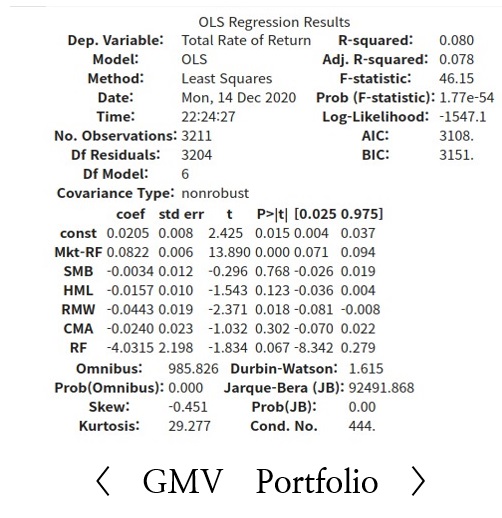 OLS Regression Results
Dep. Variable: Total Rate of Return R-squared: 0.080
Model: OLS Adj. R-squared: 0.078
Method: Least Squares F-statistic: 46.15
Date: Mon, 14 Dec 2020 Prob (F-statistic): 1.77e-54
Time: 22:24:27 Log-Likelihood: -1547.1
No. Observations: 3211 AIC: 3108.
Df Residuals: 3204 BIC: 3151.
Df Model: 6
Covariance Type: nonrobust
coef std err t P>|t| [0.025 0.975]
const 0.0205 0.008 2.425 0.015 0.004 0.037
Mkt-RF 0.0822 0.006 13.890 0.000 0.071 0.094
SMB -0.0034 0.012 -0.296 0.768 -0.026 0.019
HML -0.0157 0.010 -1.543 0.123 -0.036 0.004
RMW -0.0443 0.019 -2.371 0.018 -0.081 -0.008
CMA -0.0240 0.023 -1.032 0.302 -0.070 0.022
RF -4.0315 2.198 -1.834 0.067 -8.342 0.279
Omnibus: 985.826 Durbin-Watson: 1.615
Prob(Omnibus): 0.000 Jarque-Bera (JB): 92491.868
Skew: -0.451 Prob(JB): 0.00
Kurtosis: 29.277 Cond. No. 444.
〈 GMV Portfolio 〉